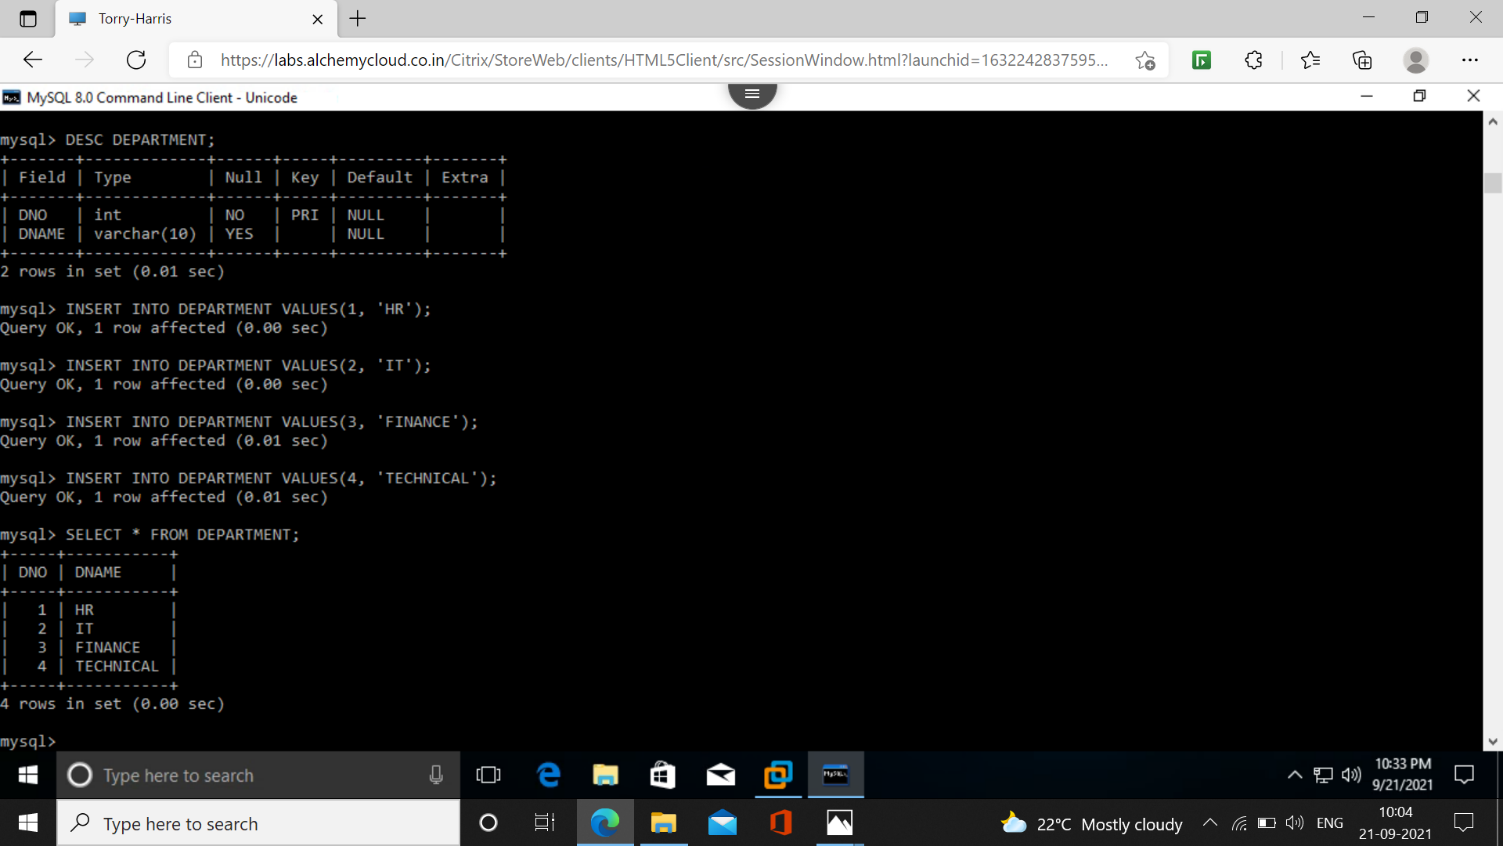 Torry-Harris
https://labs.alchemycloud.co.in/Citrix/StoreWeb/clients/HTML5Client/src/SessionWindow.html?launchid=1632242837595...
MySQL 8.0 Command Line Client - Unicode
mysql> DESC DEPARTMENT;
+-------+-------------+------+-----+---------+-------+
| Field | Type        | Null | Key | Default | Extra |
+-------+-------------+------+-----+---------+-------+
| DNO   | int         | NO   | PRI | NULL    |       |
| DNAME | varchar(10) | YES  |     | NULL    |       |
+-------+-------------+------+-----+---------+-------+
2 rows in set (0.01 sec)
mysql> INSERT INTO DEPARTMENT VALUES(1, 'HR');
Query OK, 1 row affected (0.00 sec)
mysql> INSERT INTO DEPARTMENT VALUES(2, 'IT');
Query OK, 1 row affected (0.00 sec)
mysql> INSERT INTO DEPARTMENT VALUES(3, 'FINANCE');
Query OK, 1 row affected (0.01 sec)
mysql> INSERT INTO DEPARTMENT VALUES(4, 'TECHNICAL');
Query OK, 1 row affected (0.01 sec)
mysql> SELECT * FROM DEPARTMENT;
+-----+-----------+
| DNO | DNAME     |
+-----+-----------+
|   1 | HR        |
|   2 | IT        |
|   3 | FINANCE   |
|   4 | TECHNICAL |
+-----+-----------+
4 rows in set (0.00 sec)
mysql>
Type here to search
10:33 PM
9/21/2021
Type here to search
22°C Mostly cloudy
ENG
10:04
21-09-2021